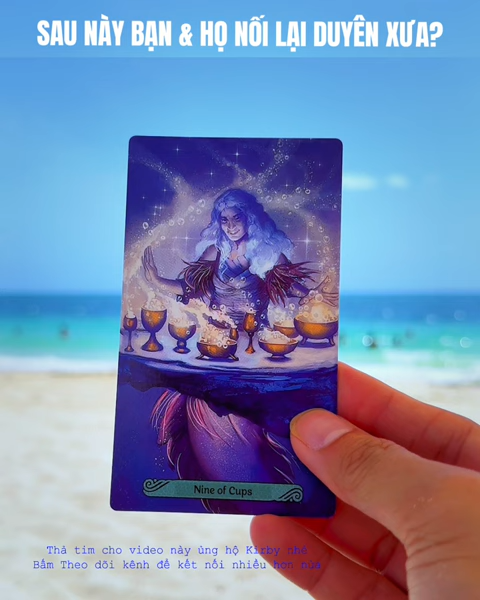 SAU NÀY BẠN & HỌ NỐI LẠI DUYÊN XƯA?
Nine of Cups
Thả tim cho video này ủng hộ Kirby nhé
Bấm Theo dõi kênh để kết nối nhiều hơn nữa